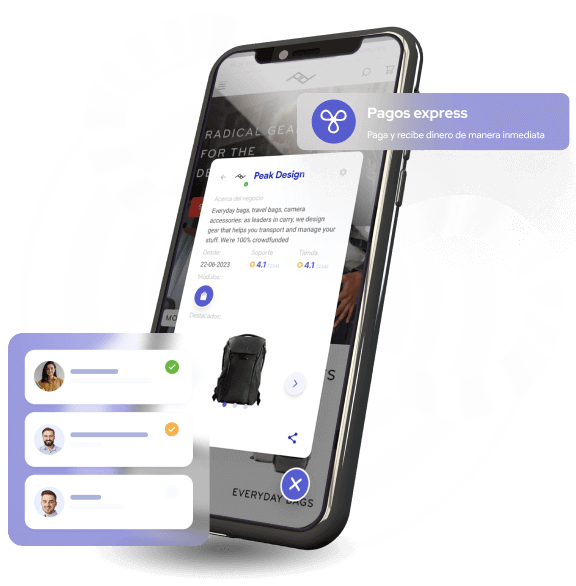 Pagos express
Paga y recibe dinero de manera inmediata
RADICAL GEA
FOR THE
DE
Peak Design
Acerca del negocio
Everyday bags, travel bags, camera
accessories: as leaders in carry, we design
gear that helps you transport and manage your
stuff. We're 100% crowdfunded
Desde Soporte Tienda
22-06-2023 4.1 4.1
Modulos
Destacados
MO
S
EVERYDAY BAGS